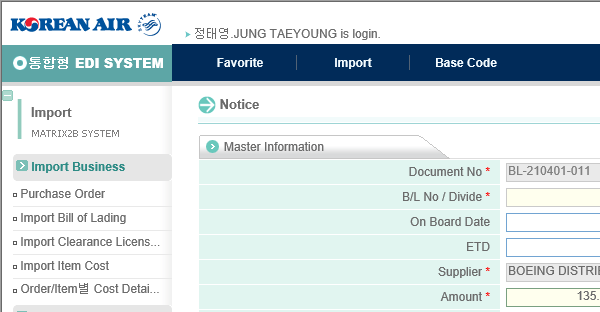 KOREAN AIR
정태영.JUNG TAEYOUNG is login.
통합형 EDI SYSTEM
Favorite
Import
Base Code
Import
MATRIX2B SYSTEM
Import Business
Purchase Order
Import Bill of Lading
Import Clearance Licens...
Import Item Cost
Order/Item별 Cost Detai...
Notice
Master Information
Document No * BL-210401-011
B/L No / Divide *
On Board Date
ETD
Supplier * BOEING DISTRI
Amount * 135.